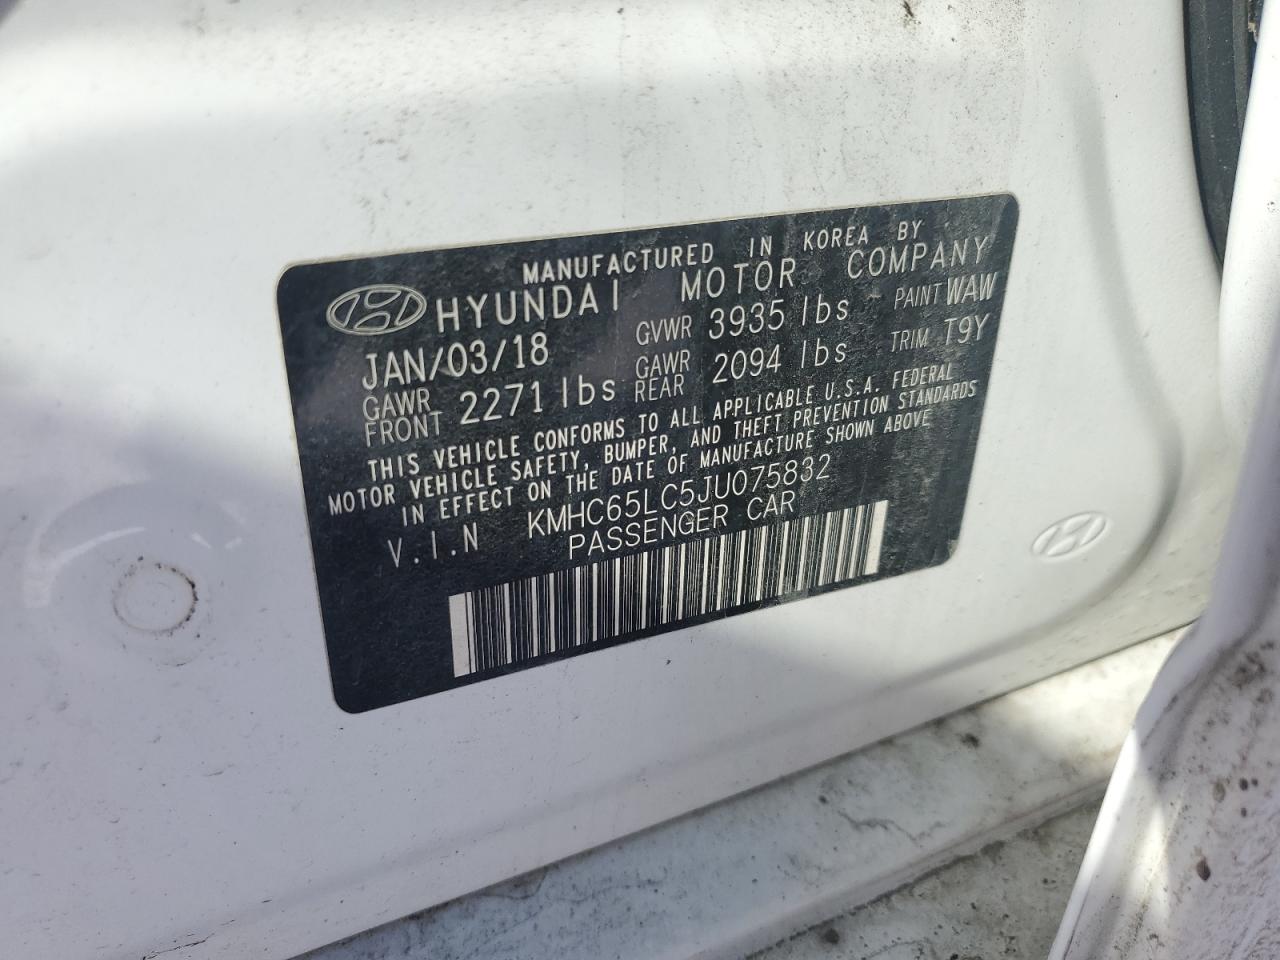 MANUFACTURED IN KOREA BY
HYUNDAI MOTOR COMPANY
JAN/03/18 GVWR 3935 lbs PAINT WAW
GAWR FRONT 2271 lbs GAWR REAR 2094 lbs TRIM T9Y
THIS VEHICLE CONFORMS TO ALL APPLICABLE U.S.A. FEDERAL
MOTOR VEHICLE SAFETY, BUMPER, AND THEFT PREVENTION STANDARDS
IN EFFECT ON THE DATE OF MANUFACTURE SHOWN ABOVE
V.I.N KMHC65LC5JU075832
PASSENGER CAR